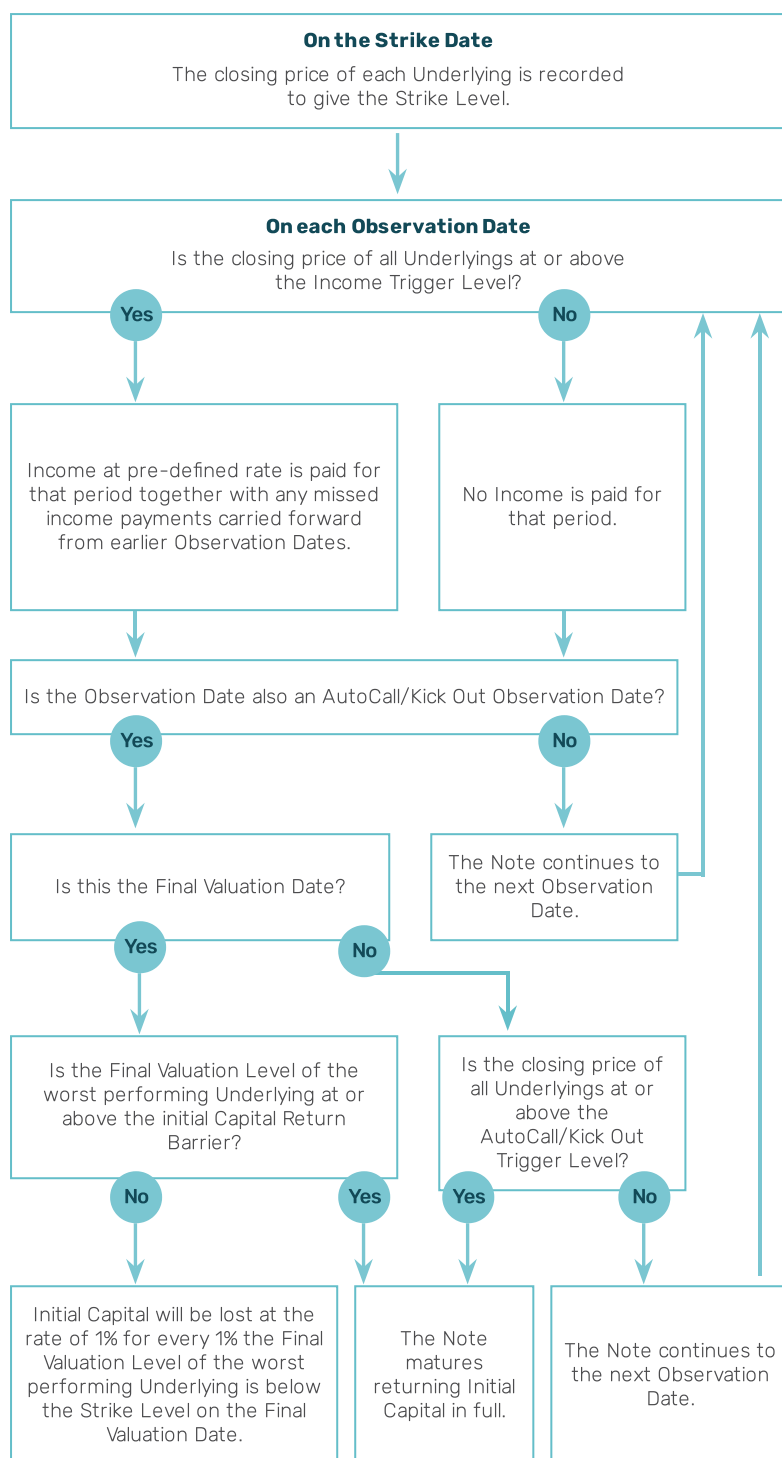 On the Strike Date
The closing price of each Underlying is recorded
to give the Strike Level.
On each Observation Date
Is the closing price of all Underlyings at or above
the Income Trigger Level?
Yes
No
Income at pre-defined rate is paid for
that period together with any missed
income payments carried forward
from earlier Observation Dates.
No Income is paid for
that period.
Is the Observation Date also an AutoCall/Kick Out Observation Date?
Yes
No
Is this the Final Valuation Date?
The Note continues to
the next Observation
Date.
Yes
No
Is the Final Valuation Level of the
worst performing Underlying at or
above the initial Capital Return
Barrier?
Is the closing price of
all Underlyings at or
above the
AutoCall/Kick Out
Trigger Level?
No
Yes
Yes
No
Initial Capital will be lost at the
rate of 1% for every 1% the Final
Valuation Level of the worst
performing Underlying is below
the Strike Level on the Final
Valuation Date.
The Note
matures
returning Initial
Capital in full.
The Note continues to
the next Observation
Date.